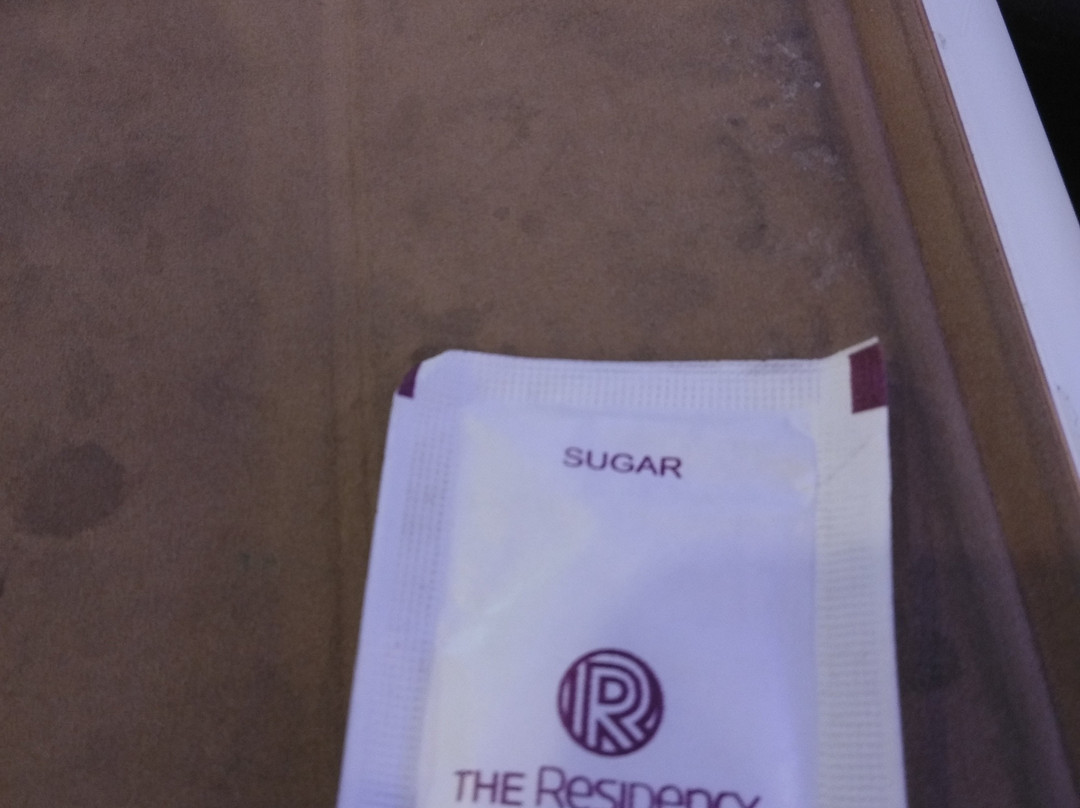 SUGAR
R
THE ResiDency